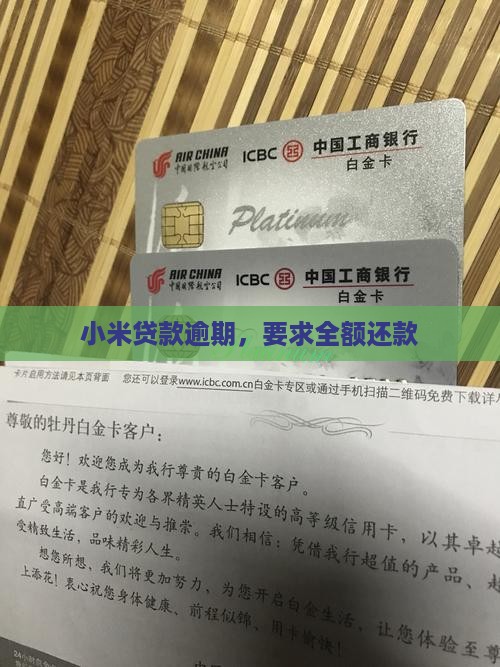 AIR CHINA
中国国际航空公司
ICBC 中国工商银行
白金卡
Platinum
AIR CHINA
中国国际航空公司
ICBC 中国工商银行
白金卡
小米贷款逾期，要求全额还款
卡片启用方法请见本页背面 您还可以登录www.icbc.com.cn白金卡专区或通过手机扫描二维码免费下载详
尊敬的牡丹白金卡客户：
您好！欢迎您成为我行尊贵的白金卡客户。
白金卡是我行专为各界精英人士特设的高等级信用卡，以其卓越
直广受高端客户的欢迎与推崇。我们相信：凭借我行超值的产品、
受精致生活，品味精彩人生。
想您所想，我们将更加努力，为您开启白金生活，让您体验至尊
上添花！衷心祝您身体健康、前程似锦、用卡愉快！